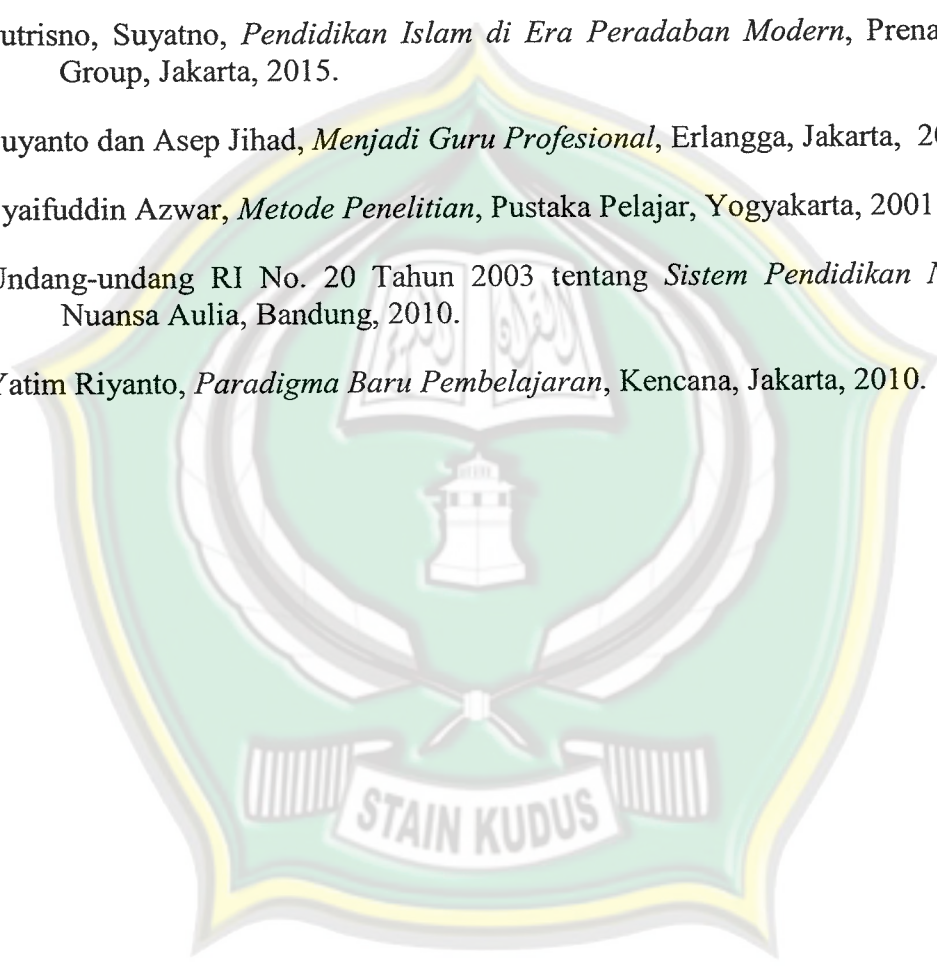 utrisno, Suyatno, Pendidikan Islam di Era Peradaban Modern, Prena
Group, Jakarta, 2015.
uyanto dan Asep Jihad, Menjadi Guru Profesional, Erlangga, Jakarta, 20
yaifuddin Azwar, Metode Penelitian, Pustaka Pelajar, Yogyakarta, 2001
Undang-undang RI No. 20 Tahun 2003 tentang Sistem Pendidikan N
Nuansa Aulia, Bandung, 2010.
Yatim Riyanto, Paradigma Baru Pembelajaran, Kencana, Jakarta, 2010.
STAIN KUDUS